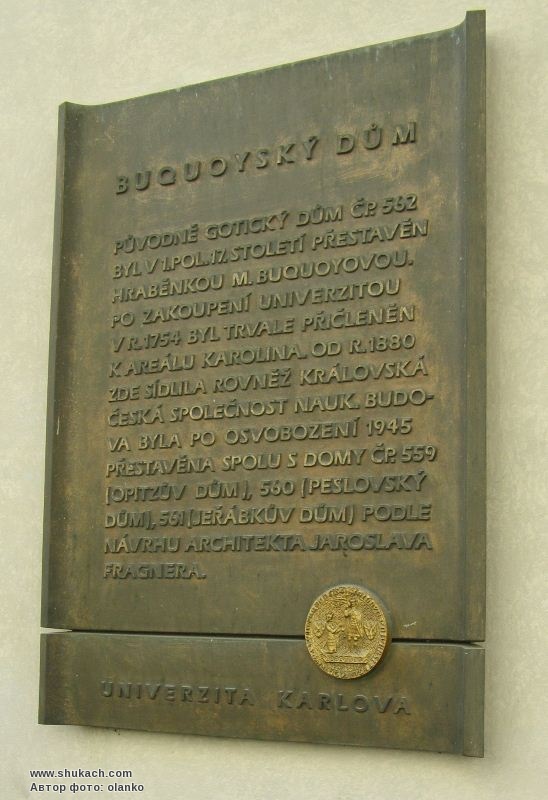 BUQUOYSKÝ DŮM
PŮVODNĚ GOTICKÝ DŮM ČP. 562
BYL V 1.POL.17. STOLETÍ PŘESTAVĚN
HRABĚNKOU M. BUQUOYOVOU.
PO ZAKOUPENÍ UNIVERZITOU
V R.1754 BYL TRVALE PŘIČLENĚN
K AREÁLU KAROLINA. OD R.1880
ZDE SÍDLILA ROVNĚŽ KRÁLOVSKÁ
ČESKÁ SPOLEČNOST NAUK. BUDO-
VA BYLA PO OSVOBOZENÍ 1945
PŘESTAVĚNA SPOLU S DOMY ČP. 559
(OPITZŮV DŮM), 560 (PESLOVSKÝ
DŮM), 561 (JEŘÁBKŮV DŮM) PODLE
NÁVRHU ARCHITEKTA JAROSLAVA
FRAGNERA.
UNIVERZITA KARLOVA
www.shukach.com
Автор фото: olanko